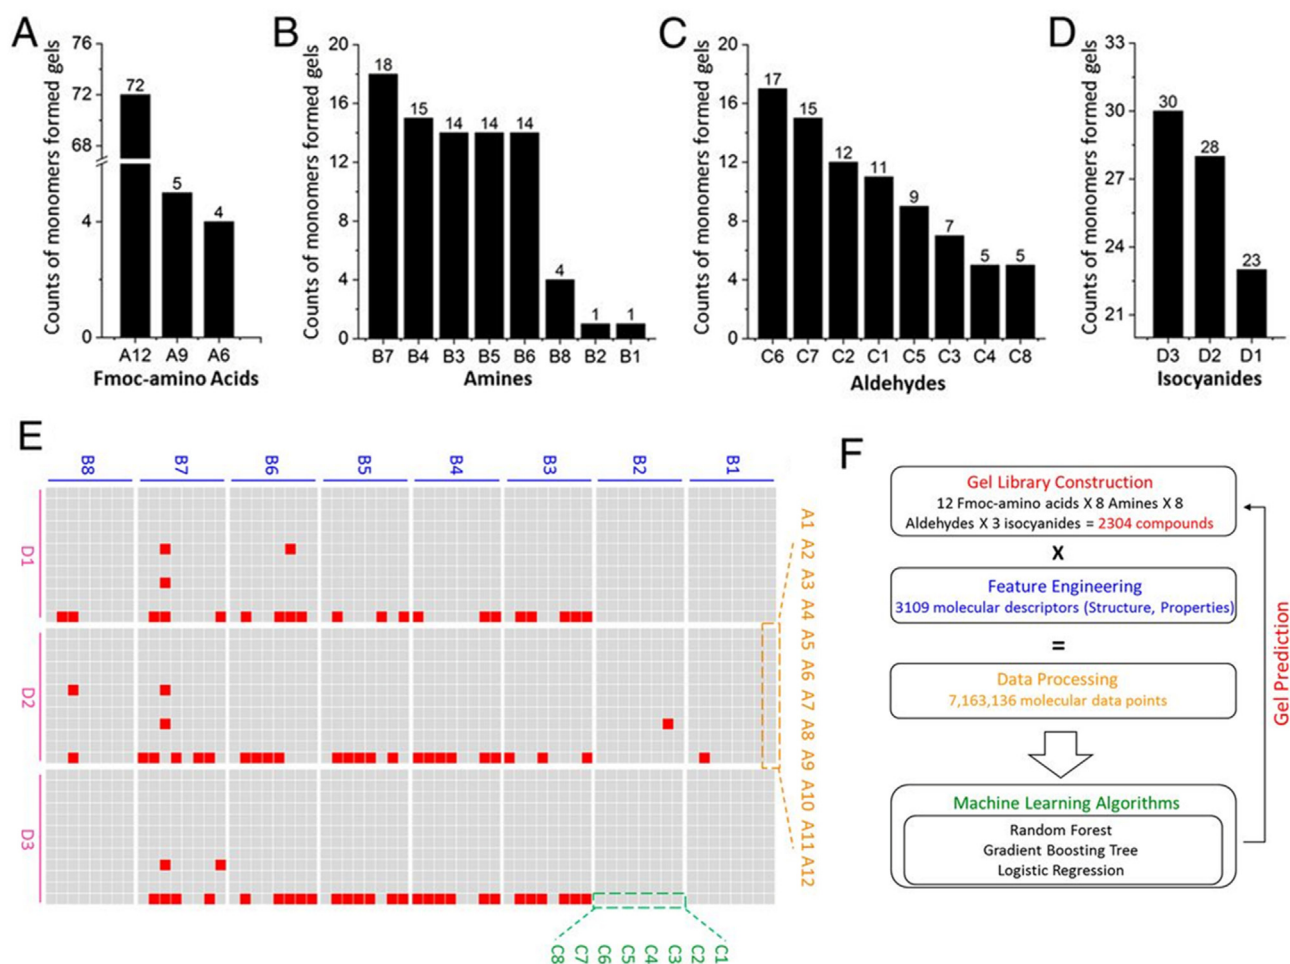 A
Counts of monomers formed gels
76
72
68
4
0
72
5
4
A12 A9 A6
Fmoc-amino Acids
B
Counts of monomers formed gels
20
16
12
8
4
0
18
15
14
14
14
4
1
1
B7 B4 B3 B5 B6 B8 B2 B1
Amines
C
Counts of monomers formed gels
20
16
12
8
4
0
17
15
12
11
9
7
5
5
C6 C7 C2 C1 C5 C3 C4 C8
Aldehydes
D
Counts of monomers formed gels
33
30
27
24
21
30
28
23
D3 D2 D1
Isocyanides
E
B8 B7 B6 B5 B4 B3 B2 B1
D1
D2
D3
A1
A2
A3
A4
A5
A6
A7
A8
A9
A10
A11
A12
C8 C7 C6 C5 C4 C3 C2 C1
F
Gel Library Construction
12 Fmoc-amino acids X 8 Amines X 8
Aldehydes X 3 isocyanides = 2304 compounds
X
Feature Engineering
3109 molecular descriptors (Structure, Properties)
=
Data Processing
7,163,136 molecular data points
Machine Learning Algorithms
Random Forest
Gradient Boosting Tree
Logistic Regression
Gel Prediction